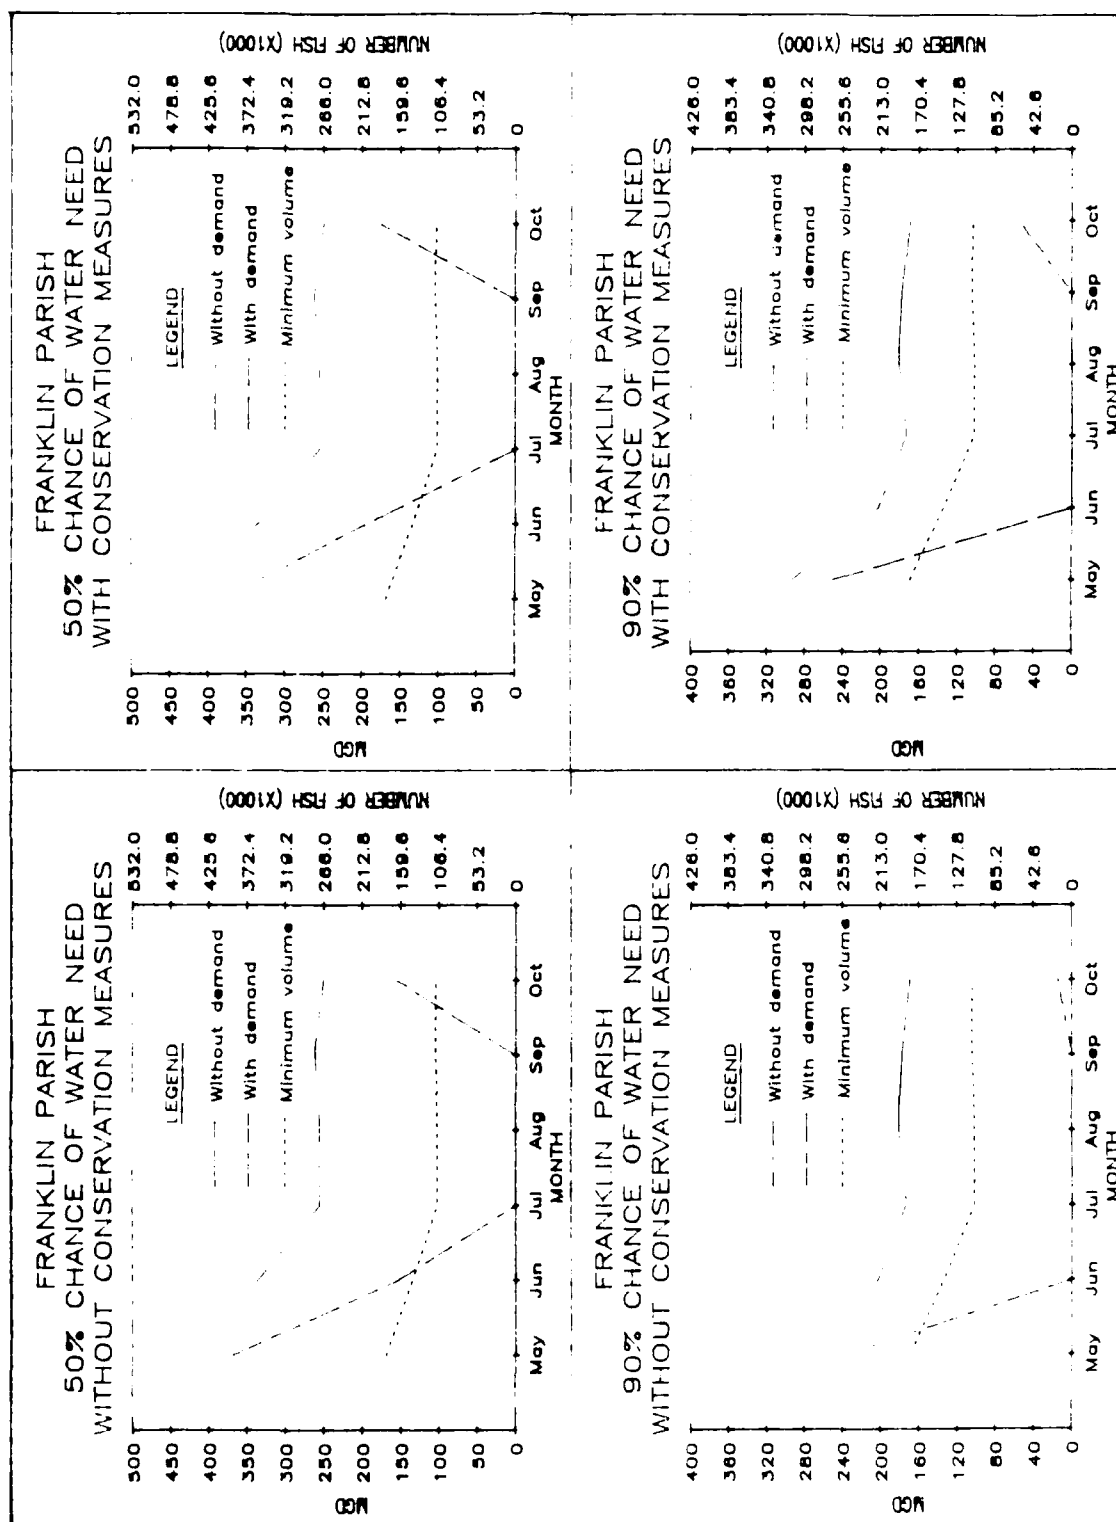 FRANKLIN PARISH
50% CHANCE OF WATER NEED
WITHOUT CONSERVATION MEASURES
LEGEND
Without demand
With demand
Minimum volume
MGD
500
450
400
350
300
250
200
150
100
50
0
May
Jun
Jul
Aug
Sep
Oct
MONTH
NUMBER OF FISH (X1000)
532.0
478.8
425.6
372.4
319.2
266.0
212.8
159.6
106.4
53.2
0
FRANKLIN PARISH
50% CHANCE OF WATER NEED
WITH CONSERVATION MEASURES
LEGEND
Without demand
With demand
Minimum volume
MGD
500
450
400
350
300
250
200
150
100
50
0
May
Jun
Jul
Aug
Sep
Oct
MONTH
NUMBER OF FISH (X1000)
532.0
478.8
425.6
372.4
319.2
266.0
212.8
159.6
106.4
53.2
0
FRANKLIN PARISH
90% CHANCE OF WATER NEED
WITHOUT CONSERVATION MEASURES
LEGEND
Without demand
With demand
Minimum volume
MGD
400
360
320
280
240
200
160
120
80
40
0
May
Jun
Jul
Aug
Sep
Oct
MONTH
NUMBER OF FISH (X1000)
426.0
383.4
340.8
298.2
255.6
213.0
170.4
127.8
85.2
42.6
0
FRANKLIN PARISH
90% CHANCE OF WATER NEED
WITH CONSERVATION MEASURES
LEGEND
Without demand
With demand
Minimum volume
MGD
400
360
320
280
240
200
160
120
80
40
0
May
Jun
Jul
Aug
Sep
Oct
MONTH
NUMBER OF FISH (X1000)
426.0
383.4
340.8
298.2
255.6
213.0
170.4
127.8
85.2
42.6
0